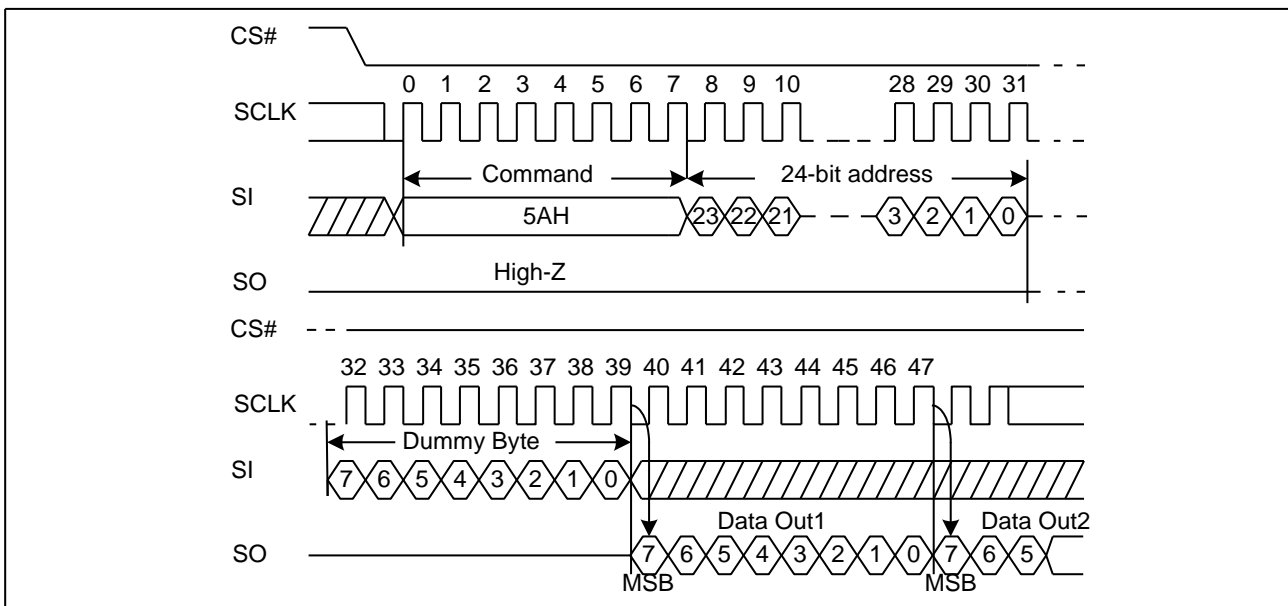 CS#
0 1 2 3 4 5 6 7 8 9 10 28 29 30 31
SCLK
Command 24-bit address
SI
5AH 23 22 21 3 2 1 0
High-Z
SO
CS#
32 33 34 35 36 37 38 39 40 41 42 43 44 45 46 47
SCLK
Dummy Byte
SI
7 6 5 4 3 2 1 0
Data Out1 Data Out2
SO
7 6 5 4 3 2 1 0 7 6 5
MSB MSB